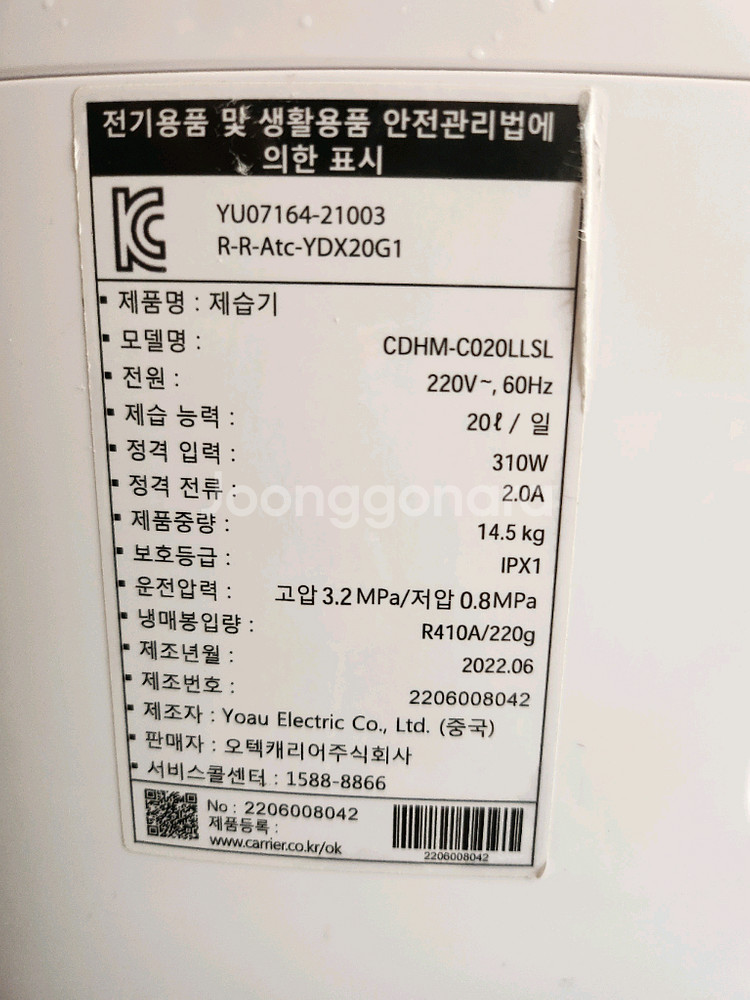 전기용품 및 생활용품 안전관리법에
의한 표시
YU07164-21003
R-R-Atc-YDX20G1
▪ 제품명 : 제습기
▪ 모델명 : CDHM-C020LLSL
▪ 전원 : 220V~, 60Hz
▪ 제습 능력 : 20ℓ / 일
▪ 정격 입력 : 310W
▪ 정격 전류 : 2.0A
Joonggonara
▪ 제품중량 : 14.5 kg
▪ 보호등급 : IPX1
▪ 운전압력 : 고압 3.2 MPa/저압 0.8MPa
▪ 냉매봉입량 : R410A/220g
▪ 제조년월 : 2022.06
▪ 제조번호 : 2206008042
▪ 제조자 : Yoau Electric Co., Ltd. (중국)
▪ 판매자 : 오텍캐리어주식회사
▪ 서비스콜센터 : 1588-8866
No : 2206008042
제품등록 :
www.carrier.co.kr/ok
2206008042